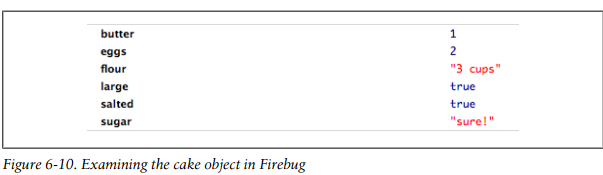 butter 1
eggs 2
flour "3 cups"
large true
salted true
sugar "sure!"
Figure 6-10. Examining the cake object in Firebug